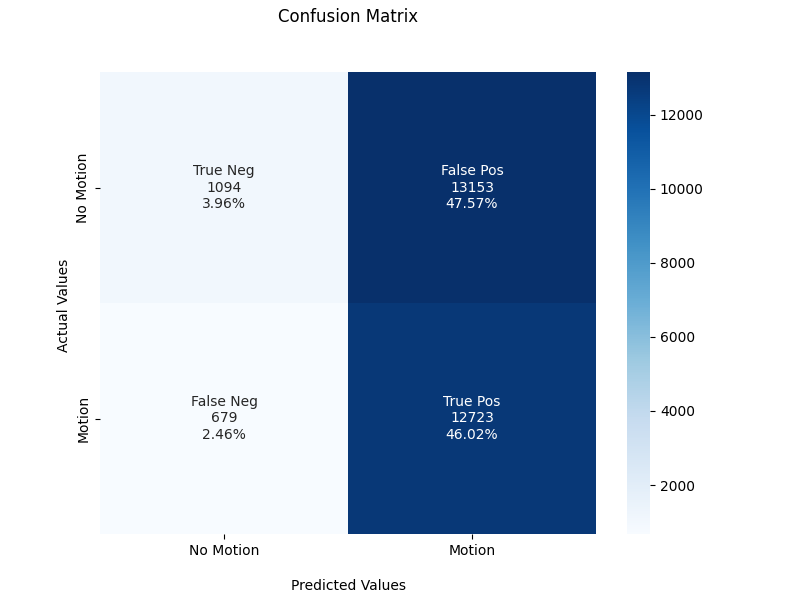 Confusion Matrix
True Neg
1094
3.96%
False Pos
13153
47.57%
False Neg
679
2.46%
True Pos
12723
46.02%
No Motion
Motion
Actual Values
No Motion
Motion
Predicted Values
12000
10000
8000
6000
4000
2000